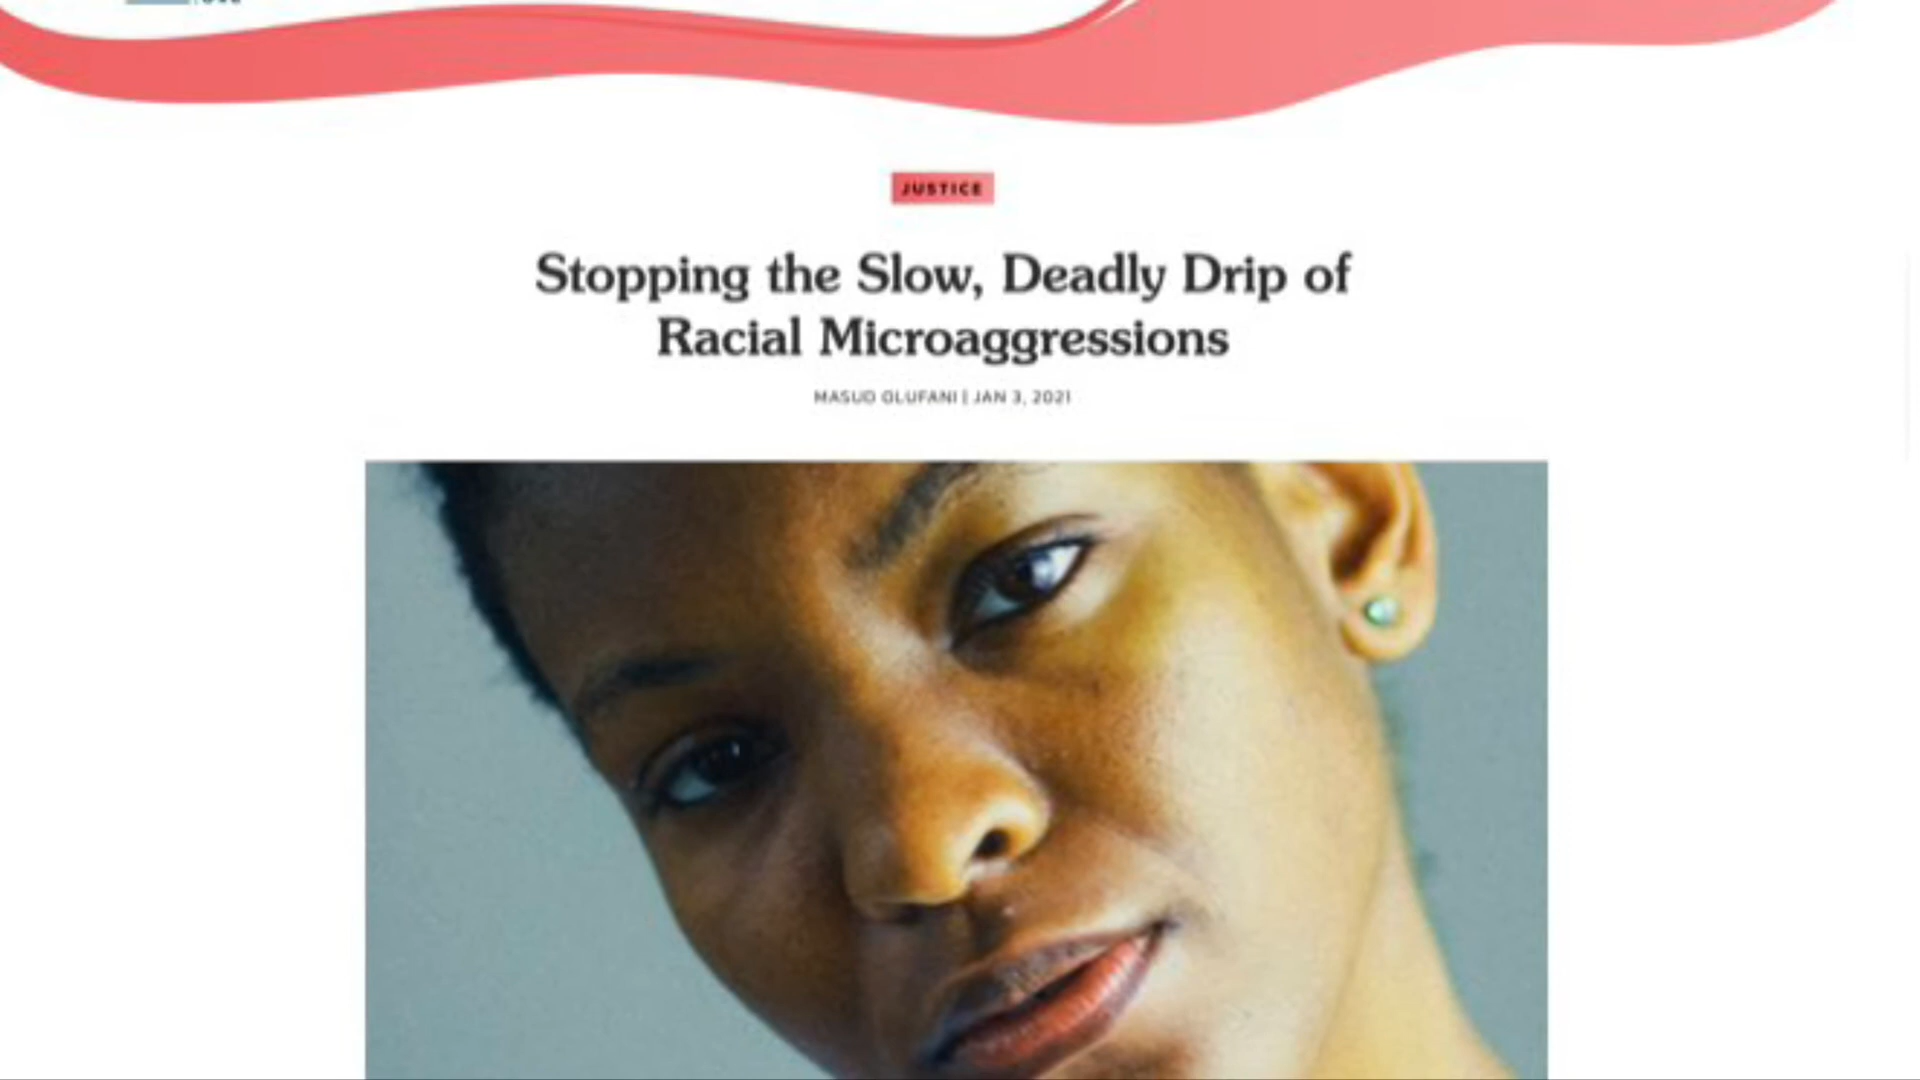 JUSTICE
Stopping the Slow, Deadly Drip of
Racial Microaggressions
MASUD OLUFANI | JAN 3, 2021